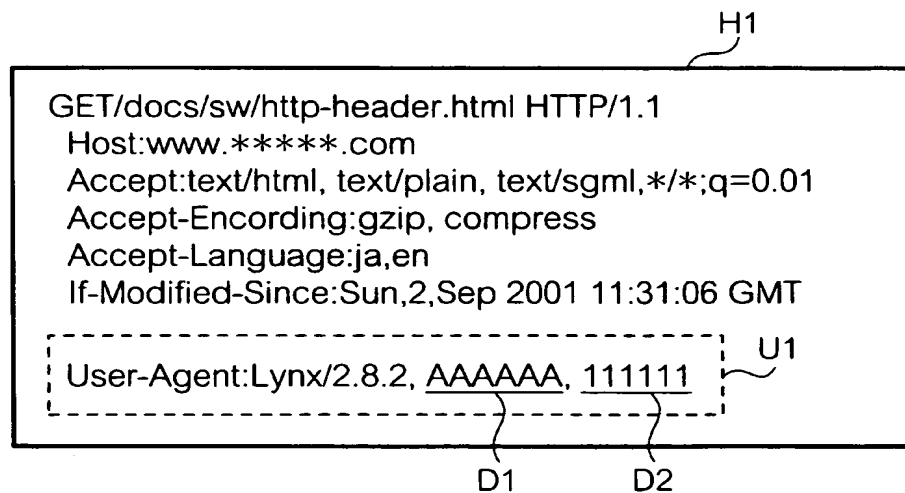 H1
GET/docs/sw/http-header.html HTTP/1.1
Host:www.*****.com
Accept:text/html, text/plain, text/sgml,*/*;q=0.01
Accept-Encording:gzip, compress
Accept-Language:ja,en
If-Modified-Since:Sun,2,Sep 2001 11:31:06 GMT
User-Agent:Lynx/2.8.2, AAAAAA, 111111
U1
D1 D2